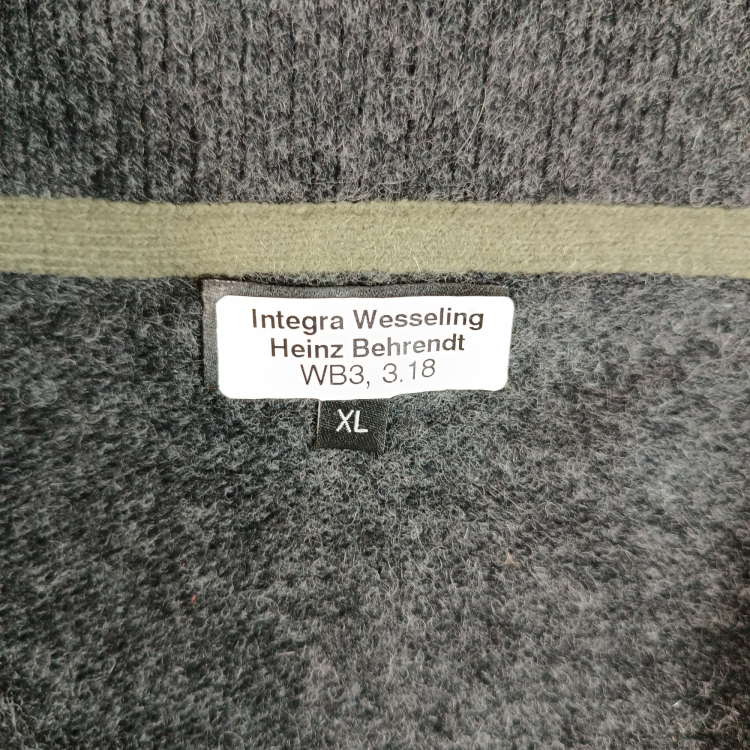 Integra Wesseling
Heinz Behrendt
WB3, 3.18
XL